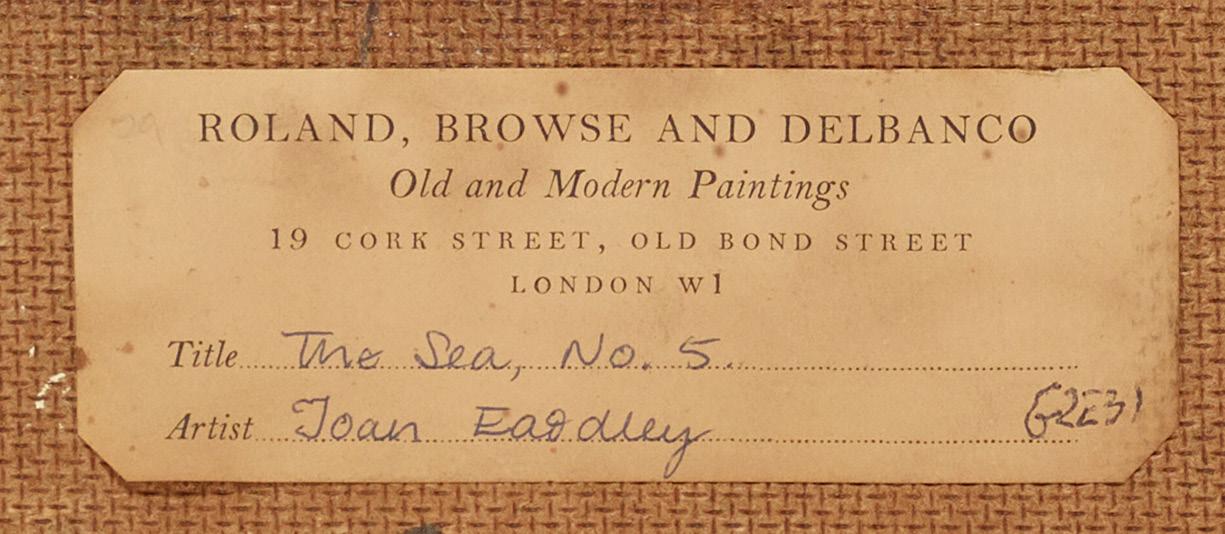 ROLAND, BROWSE AND DELBANCO
Old and Modern Paintings
19 CORK STREET, OLD BOND STREET
LONDON W1
Title The Sea, No. 5.
Artist Joan Eardley